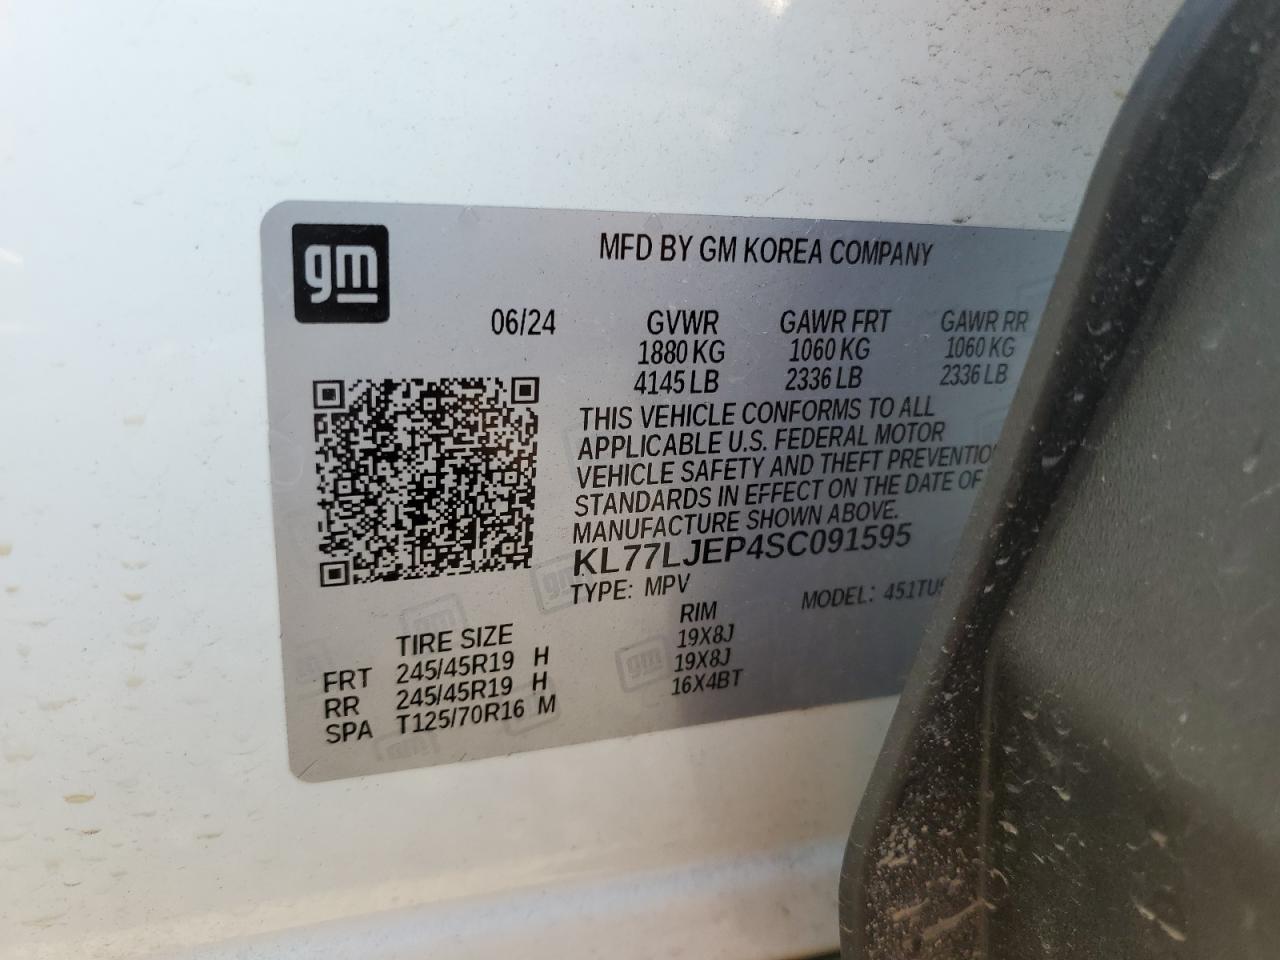 gm
MFD BY GM KOREA COMPANY
06/24 GVWR GAWR FRT GAWR RR
1880 KG 1060 KG 1060 KG
4145 LB 2336 LB 2336 LB
THIS VEHICLE CONFORMS TO ALL
APPLICABLE U.S. FEDERAL MOTOR
VEHICLE SAFETY AND THEFT PREVENTIO
STANDARDS IN EFFECT ON THE DATE OF
MANUFACTURE SHOWN ABOVE.
KL77LJEP4SC091595
TYPE: MPV MODEL: 451TUS
TIRE SIZE RIM
FRT 245/45R19 H 19X8J
RR 245/45R19 H 19X8J
SPA T125/70R16 M 16X4BT